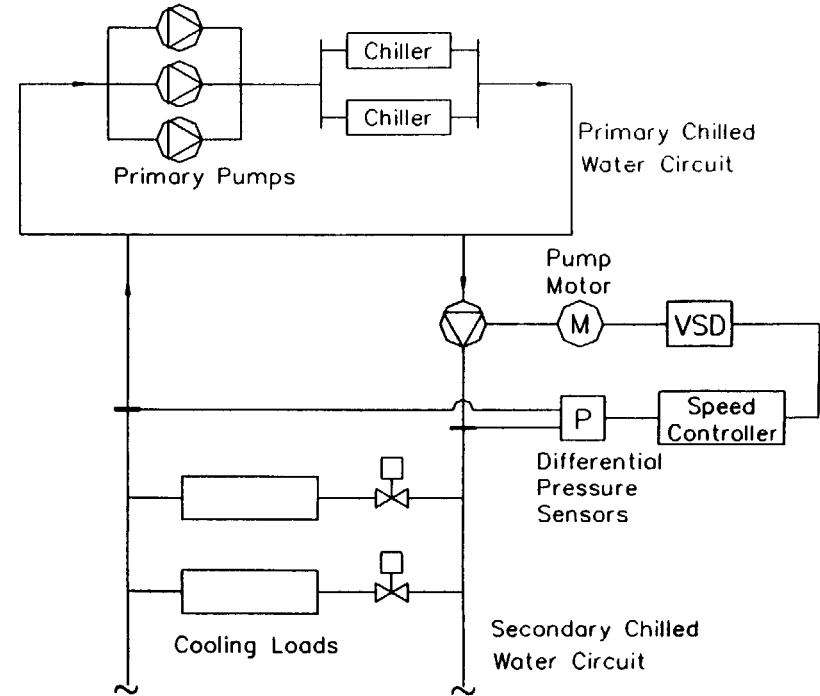 Chiller
Chiller
Primary Pumps
Primary Chilled
Water Circuit
Pump
Motor
M
VSD
P
Speed
Controller
Differential
Pressure
Sensors
Cooling Loads
Secondary Chilled
Water Circuit